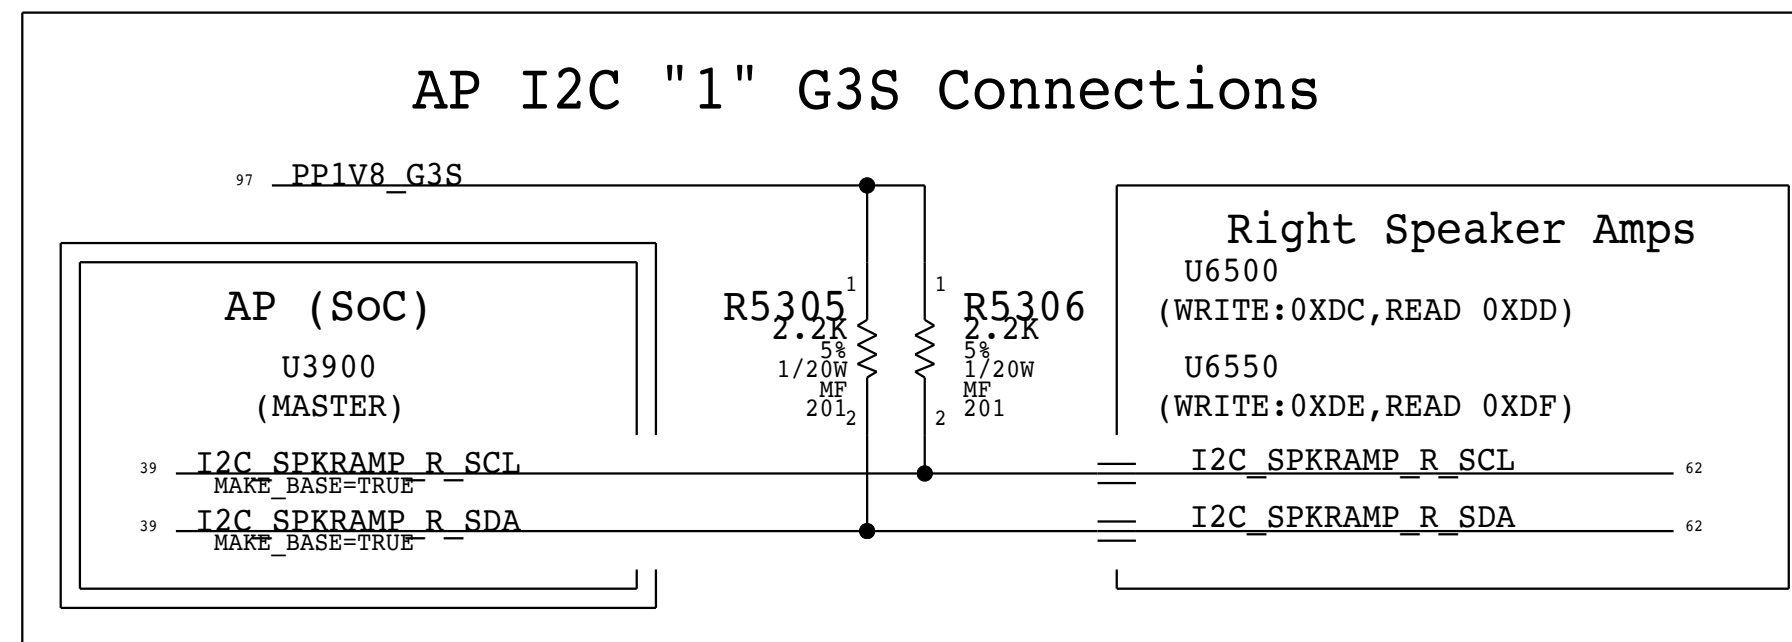 AP I2C "1" G3S Connections
97 PP1V8_G3S
Right Speaker Amps
U6500
(WRITE:0XDC,READ 0XDD)
U6550
(WRITE:0XDE,READ 0XDF)
AP (SoC)
U3900
(MASTER)
R5305
2.2K
5%
1/20W
MF
201
1
2
R5306
2.2K
5%
1/20W
MF
201
1
2
39 I2C_SPKRAMP_R_SCL
MAKE_BASE=TRUE
39 I2C_SPKRAMP_R_SDA
MAKE_BASE=TRUE
I2C_SPKRAMP_R_SCL 62
I2C_SPKRAMP_R_SDA 62